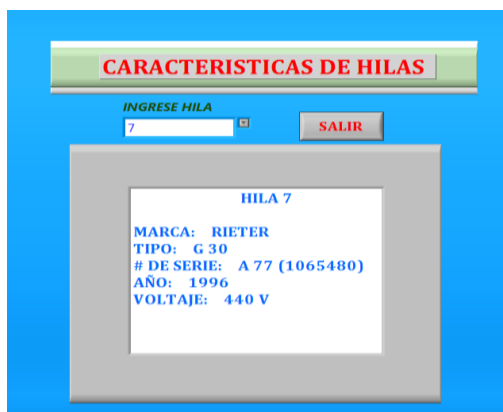 CARACTERISTICAS DE HILAS
INGRESE HILA
7
SALIR
HILA 7
MARCA: RIETER
TIPO: G 30
# DE SERIE: A 77 (1065480)
AÑO: 1996
VOLTAJE: 440 V